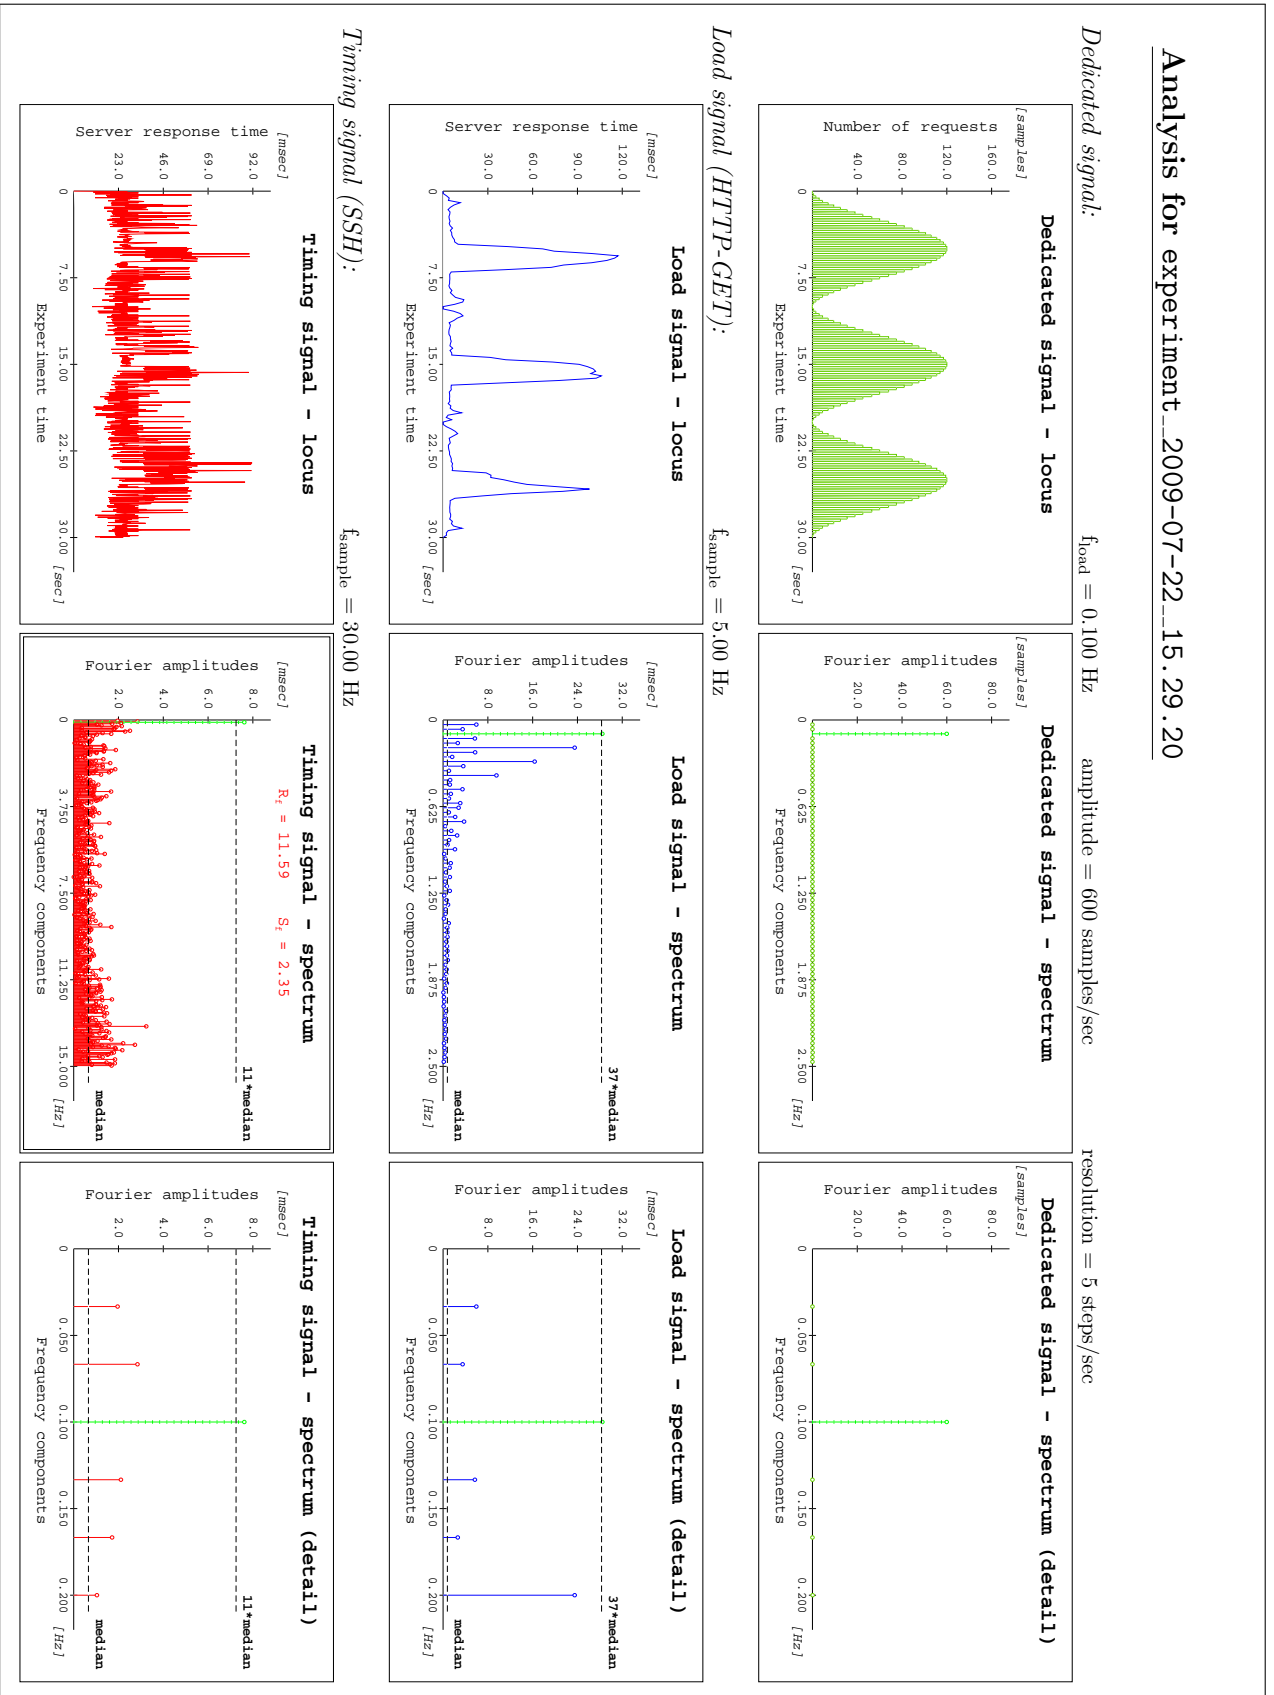 Analysis for experiment__2009-07-22__15.29.20
Dedicated signal: f_load = 0.100 Hz amplitude = 600 samples/sec resolution = 5 steps/sec
Dedicated signal - locus
[samples]
Number of requests
160.0
120.0
80.0
40.0
0 7.50 15.00 22.50 30.00 [sec]
Experiment time
Dedicated signal - spectrum
[samples]
Fourier amplitudes
80.0
60.0
40.0
20.0
0 0.625 1.250 1.875 2.500 [Hz]
Frequency components
Dedicated signal - spectrum (detail)
[samples]
Fourier amplitudes
80.0
60.0
40.0
20.0
0 0.050 0.100 0.150 0.200 [Hz]
Frequency components
Load signal (HTTP-GET): f_sample = 5.00 Hz
Load signal - locus
[msec]
Server response time
120.0
90.0
60.0
30.0
0 7.50 15.00 22.50 30.00 [sec]
Experiment time
Load signal - spectrum
[msec]
Fourier amplitudes
32.0
24.0
16.0
8.0
37*median
median
0 0.625 1.250 1.875 2.500 [Hz]
Frequency components
Load signal - spectrum (detail)
[msec]
Fourier amplitudes
32.0
24.0
16.0
8.0
37*median
median
0 0.050 0.100 0.150 0.200 [Hz]
Frequency components
Timing signal (SSH): f_sample = 30.00 Hz
Timing signal - locus
[msec]
Server response time
92.0
69.0
46.0
23.0
0 7.50 15.00 22.50 30.00 [sec]
Experiment time
Timing signal - spectrum
R_f = 11.59 S_f = 2.35
[msec]
Fourier amplitudes
8.0
6.0
4.0
2.0
11*median
median
0 3.750 7.500 11.250 15.000 [Hz]
Frequency components
Timing signal - spectrum (detail)
[msec]
Fourier amplitudes
8.0
6.0
4.0
2.0
11*median
median
0 0.050 0.100 0.150 0.200 [Hz]
Frequency components